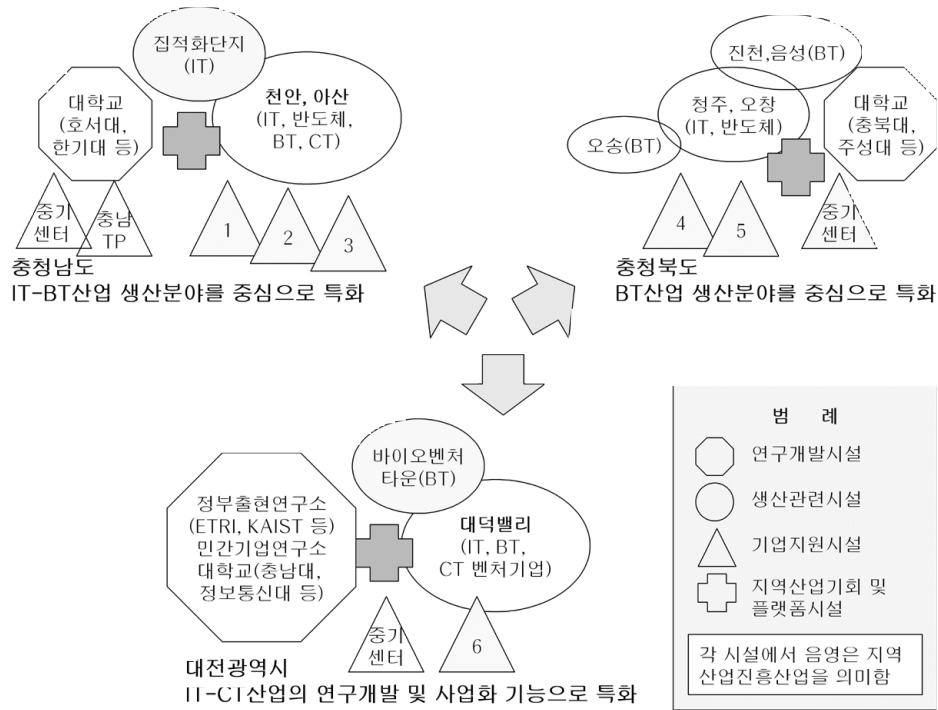 집적화단지
(IT)
대학교
(호서대,
한기대 등)
천안, 아산
(IT, 반도체,
BT, CT)
중기
센터
충남
TP
1
2
3
충청남도
IT-BT산업 생산분야를 중심으로 특화
진천,음성(BT)
청주, 오창
(IT, 반도체)
오송(BT)
대학교
(충북대,
주성대 등)
4
5
중기
센터
충청북도
BT산업 생산분야를 중심으로 특화
바이오벤처
타운(BT)
정부출현연구소
(ETRI, KAIST 등)
민간기업연구소
대학교(충남대,
정보통신대 등)
대덕밸리
(IT, BT,
CT 벤처기업)
중기
센터
6
대전광역시
IT-CT산업의 연구개발 및 사업화 기능으로 특화
범 례
연구개발시설
생산관련시설
기업지원시설
지역산업기회 및
플랫폼시설
각 시설에서 음영은 지역
산업진흥산업을 의미함